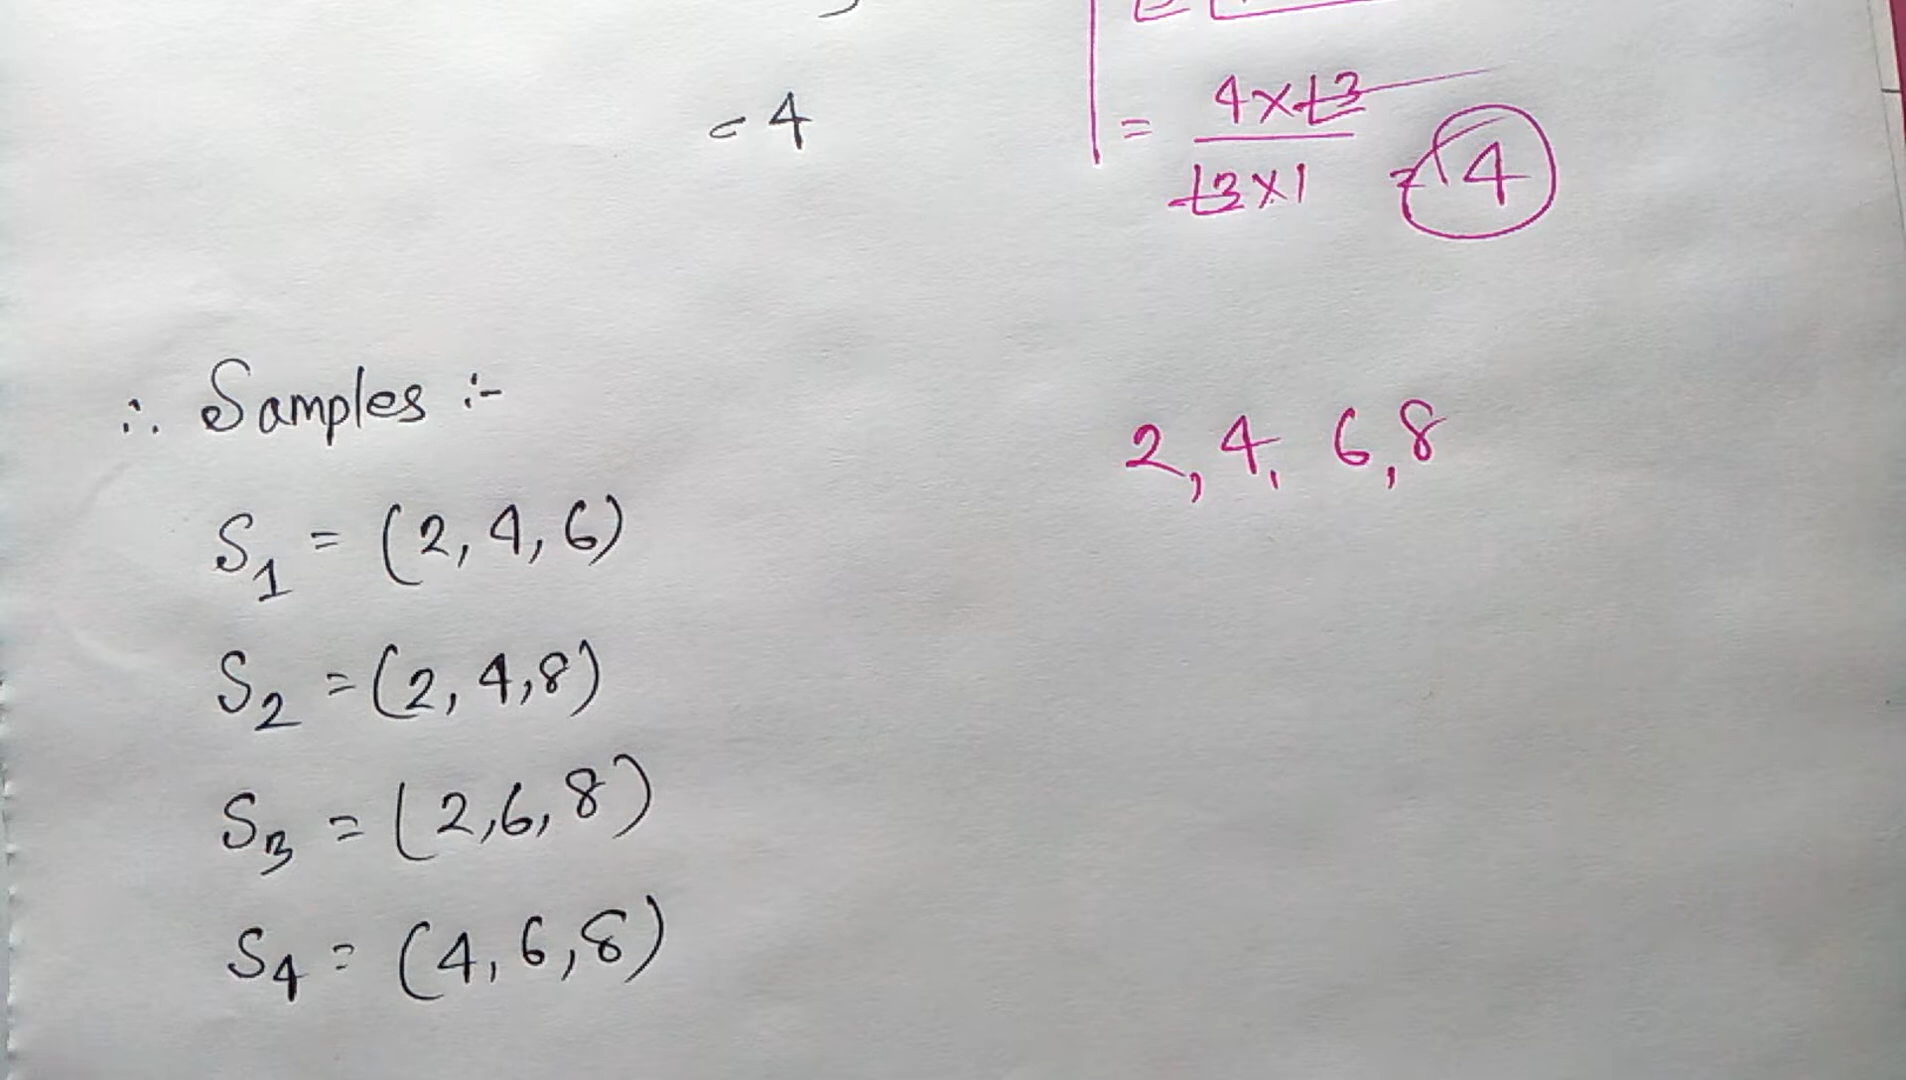 = 4
= 4×⌊3 / ⌊3×1 = 4
∴ Samples :-
2, 4, 6, 8
S₁ = (2, 4, 6)
S₂ = (2, 4, 8)
S₃ = (2, 6, 8)
S₄ = (4, 6, 8)